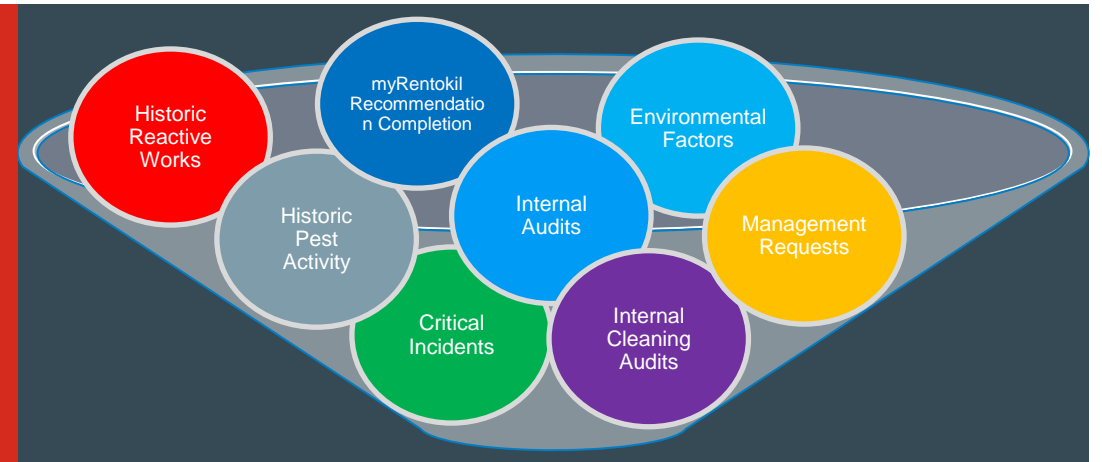 Historic
Reactive
Works
myRentokil
Recommendatio
n Completion
Environmental
Factors
Historic
Pest
Activity
Internal
Audits
Management
Requests
Critical
Incidents
Internal
Cleaning
Audits